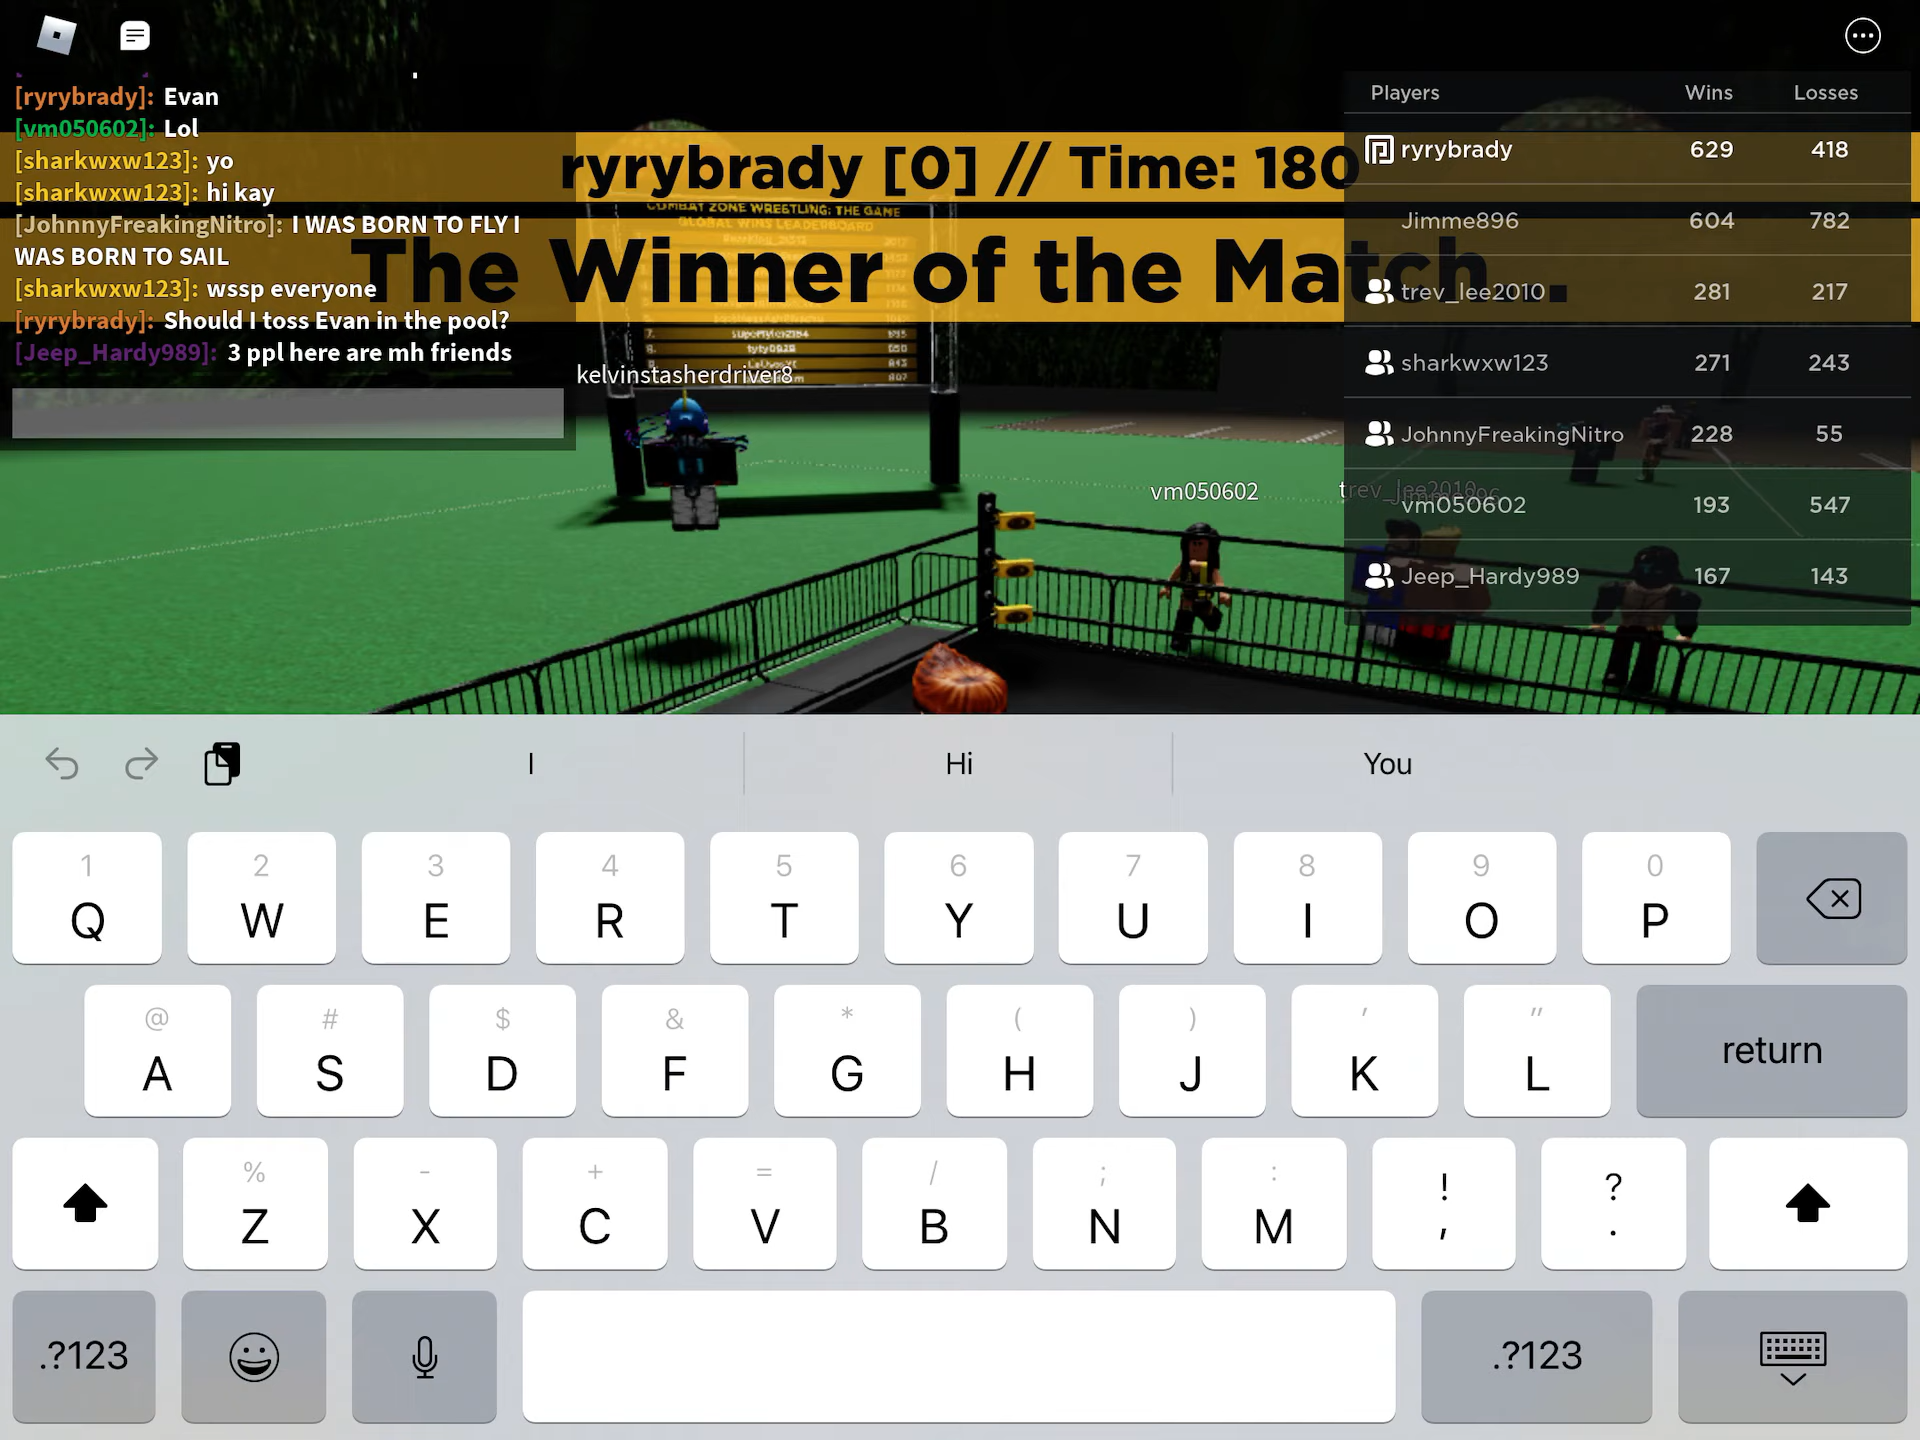 [ryrybrady]: Evan
[vm050602]: Lol
[sharkwxw123]: yo
[sharkwxw123]: hi kay
[JohnnyFreakingNitro]: I WAS BORN TO FLY I
WAS BORN TO SAIL
[sharkwxw123]: wssp everyone
[ryrybrady]: Should I toss Evan in the pool?
[Jeep_Hardy989]: 3 ppl here are mh friends
ryrybrady [0] // Time: 180
COMBAT ZONE WRESTLING: THE GAME
GLOBAL WINS LEADERBOARD
The Winner of the Match...
7.
8. tyty0929
kelvinstasherdriver8
vm050602
trev_lee2010
Players Wins Losses
ryrybrady 629 418
Jimme896 604 782
trev_lee2010 281 217
sharkwxw123 271 243
JohnnyFreakingNitro 228 55
vm050602 193 547
Jeep_Hardy989 167 143
I Hi You
1 2 3 4 5 6 7 8 9 0
Q W E R T Y U I O P
@ # $ & * ( ) ' "
A S D F G H J K L return
% - + = / ; : ! ?
Z X C V B N M , .
.?123 .?123